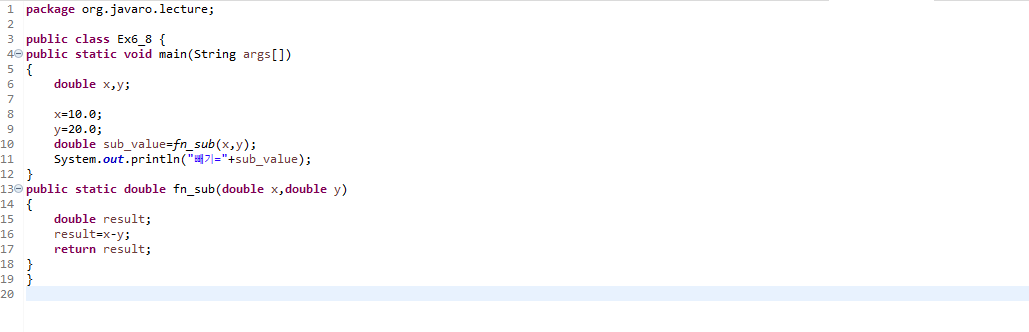 1 package org.javaro.lecture;
2
3 public class Ex6_8 {
4 public static void main(String args[])
5 {
6     double x,y;
7
8     x=10.0;
9     y=20.0;
10     double sub_value=fn_sub(x,y);
11     System.out.println("빼기="+sub_value);
12 }
13 public static double fn_sub(double x,double y)
14 {
15     double result;
16     result=x-y;
17     return result;
18 }
19 }
20